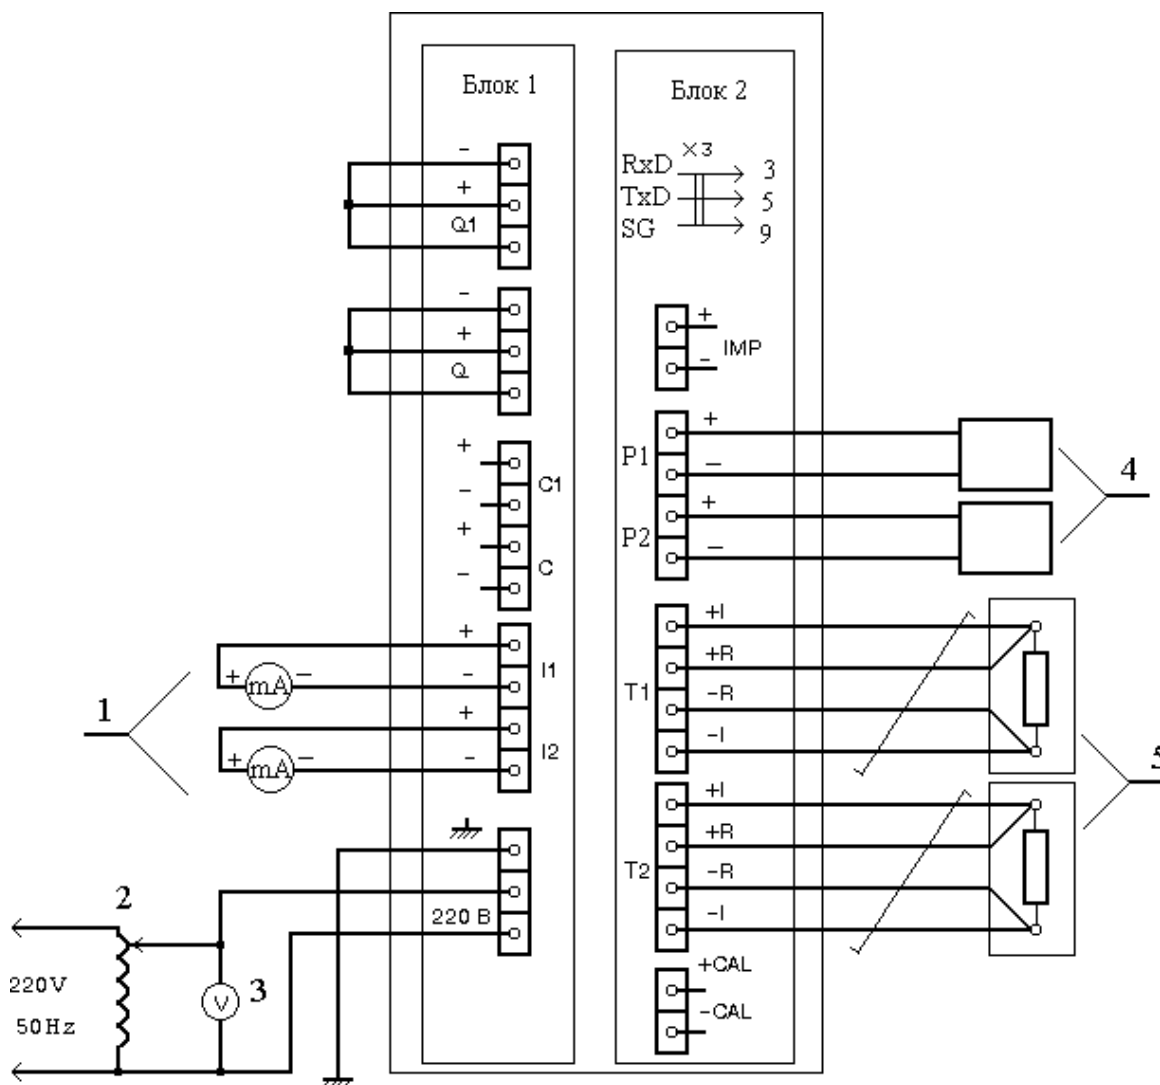 Блок 1
−
+
Q1
−
+
Q
+
C1
−
+
C
−
+
I1
−
+
I2
−
+ mA −
+ mA −
1
220 В
2
3
V
220V
50Hz
Блок 2
×3
RxD 3
TxD 5
SG 9
+
IMP
−
+
P1
−
+
P2
−
4
+I
+R
T1
−R
−I
+I
+R
T2
−R
−I
5
+CAL
−CAL